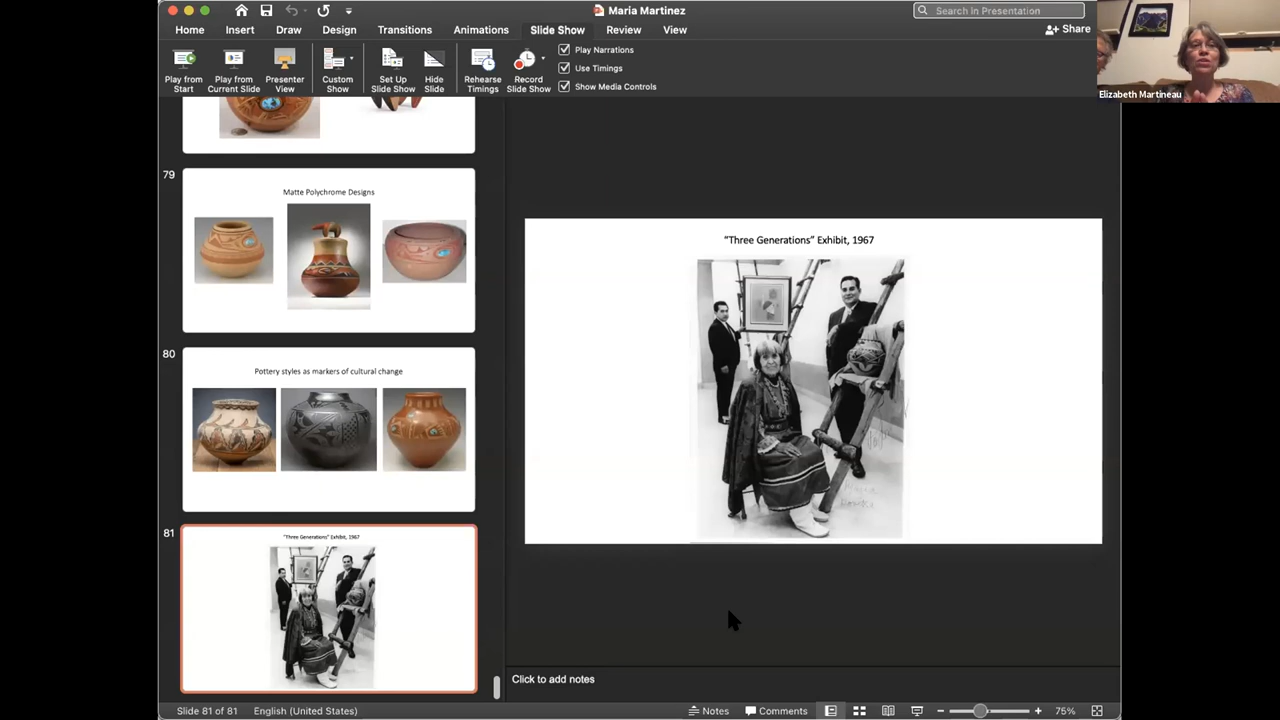 Maria Martinez
Search in Presentation
Home Insert Draw Design Transitions Animations Slide Show Review View Share
Play from Start
Play from Current Slide
Presenter View
Custom Show
Set Up Slide Show
Hide Slide
Rehearse Timings
Record Slide Show
Play Narrations
Use Timings
Show Media Controls
Elizabeth Martineau
79
Matte Polychrome Designs
80
Pottery styles as markers of cultural change
81
"Three Generations" Exhibit, 1967
“Three Generations” Exhibit, 1967
Click to add notes
Slide 81 of 81 English (United States) Notes Comments 75%